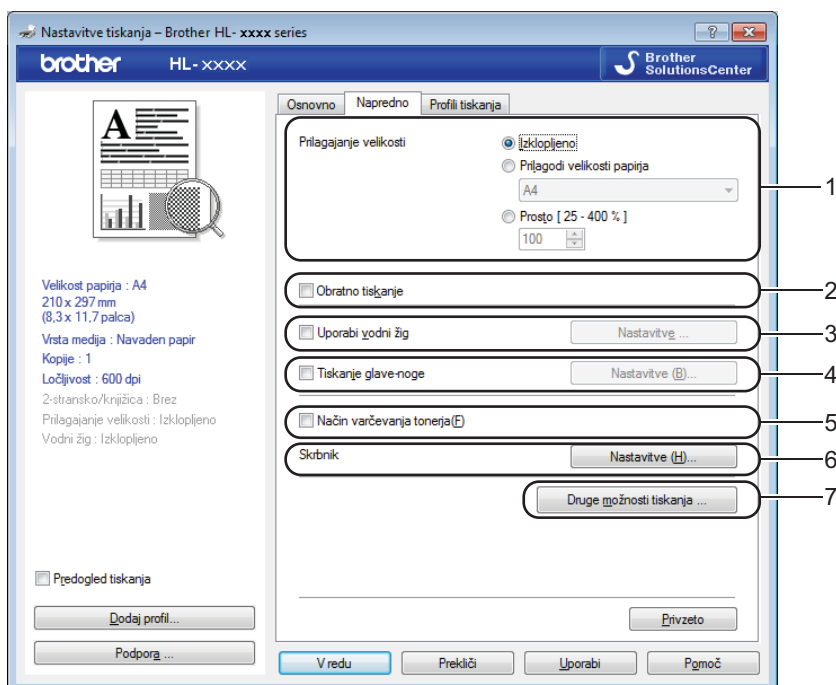 Nastavitve tiskanja – Brother HL- xxxx series
brother HL-xxxx
Brother
SolutionsCenter
A
Velikost papirja : A4
210 x 297 mm
(8,3 x 11,7 palca)
Vrsta medija : Navaden papir
Kopije : 1
Ločljivost : 600 dpi
2-stransko/knjižica : Brez
Prilagajanje velikosti : Izklopljeno
Vodni žig : Izklopljeno
Predogled tiskanja
Dodaj profil...
Podpora ...
Osnovno Napredno Profili tiskanja
Prilagajanje velikosti
Izklopljeno
Prilagodi velikosti papirja
A4
Prosto [ 25 - 400 % ]
100
1
Obratno tiskanje
2
Uporabi vodni žig Nastavitve ...
3
Tiskanje glave-noge Nastavitve (B)...
4
Način varčevanja tonerja(F)
5
Skrbnik Nastavitve (H)...
6
Druge možnosti tiskanja ...
7
Privzeto
V redu Prekliči Uporabi Pomoč